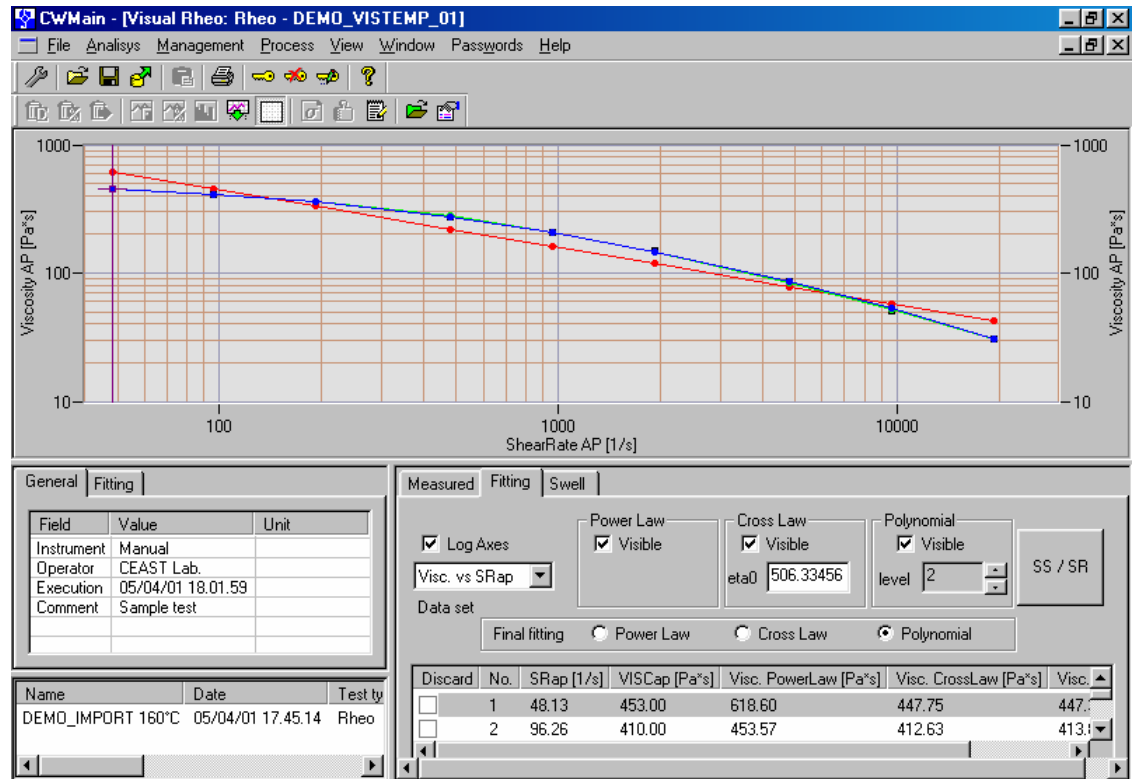 CWMain - [Visual Rheo: Rheo - DEMO_VISTEMP_01]
File Analisys Management Process View Window Passwords Help
1000 1000
Viscosity AP [Pa*s] 100 100 Viscosity AP [Pa*s]
10 10
100 1000 10000
ShearRate AP [1/s]
General Fitting
Field Value Unit
Instrument Manual
Operator CEAST Lab.
Execution 05/04/01 18.01.59
Comment Sample test
Name Date Test ty
DEMO_IMPORT 160°C 05/04/01 17.45.14 Rheo
Measured Fitting Swell
Power Law Cross Law Polynomial
Log Axes Visible Visible Visible
Visc. vs SRap eta0 506.33456 level 2 SS / SR
Data set
Final fitting Power Law Cross Law Polynomial
Discard No. SRap [1/s] VISCap [Pa*s] Visc. PowerLaw [Pa*s] Visc. CrossLaw [Pa*s] Visc.
1 48.13 453.00 618.60 447.75 447.
2 96.26 410.00 453.57 412.63 413.